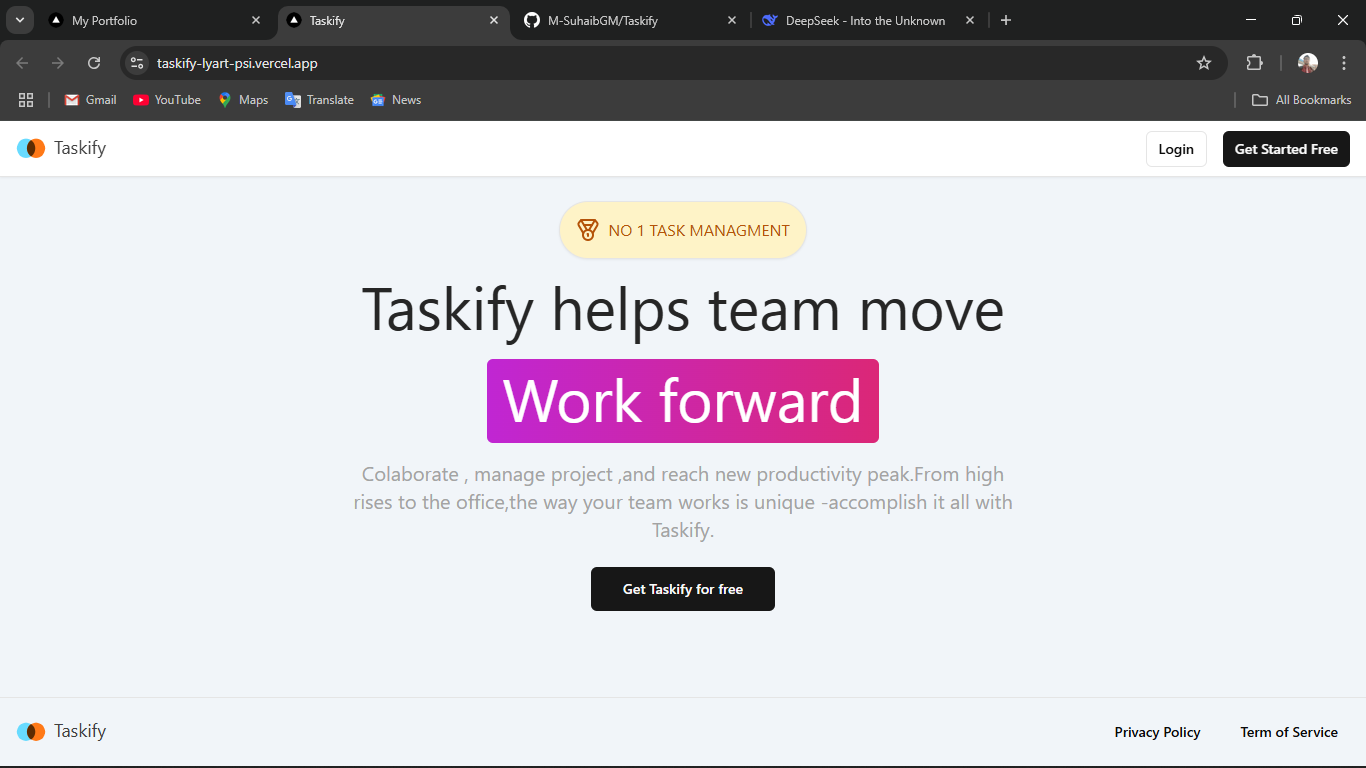 My Portfolio
Taskify
M-SuhaibGM/Taskify
DeepSeek - Into the Unknown
taskify-lyart-psi.vercel.app
Gmail
YouTube
Maps
Translate
News
All Bookmarks
Taskify
Login
Get Started Free
NO 1 TASK MANAGMENT
Taskify helps team move
Work forward
Colaborate , manage project ,and reach new productivity peak.From high
rises to the office,the way your team works is unique -accomplish it all with
Taskify.
Get Taskify for free
Taskify
Privacy Policy
Term of Service